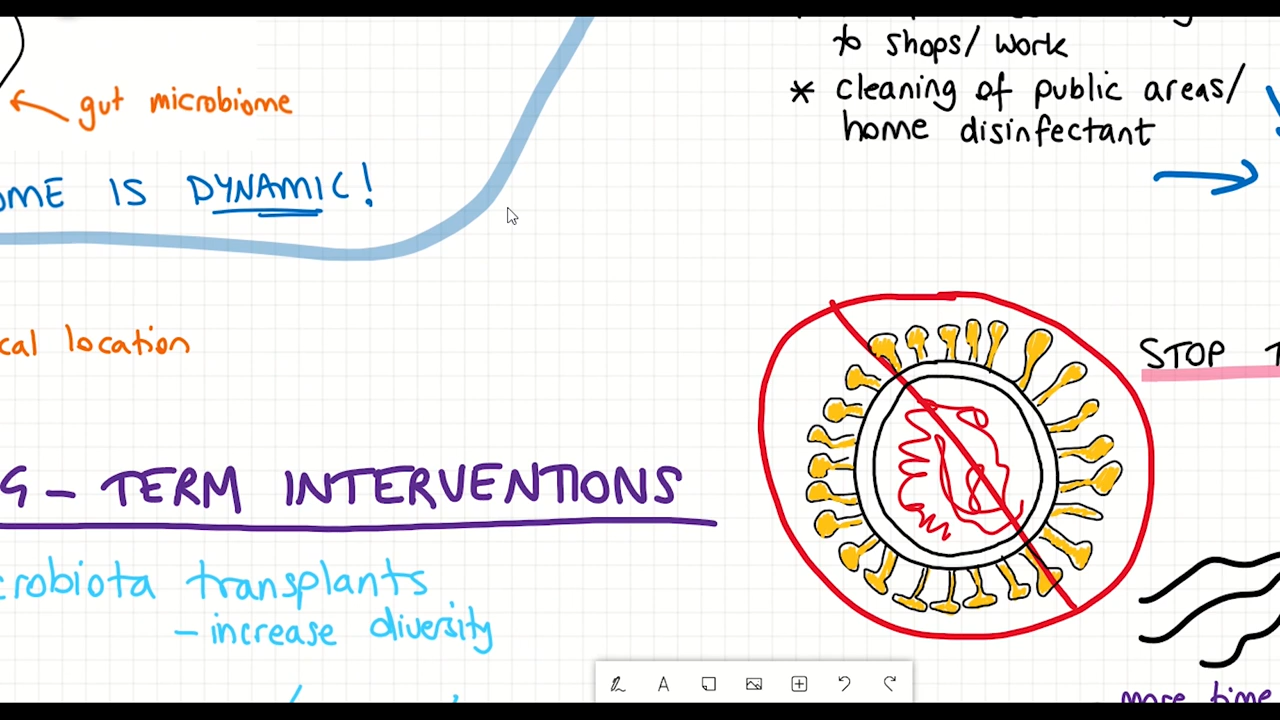 to shops/ work
* cleaning of public areas/
home disinfectant
gut microbiome
OME IS DYNAMIC!
cal location
STOP
G - TERM INTERVENTIONS
crobiota transplants
- increase diversity
more time
A